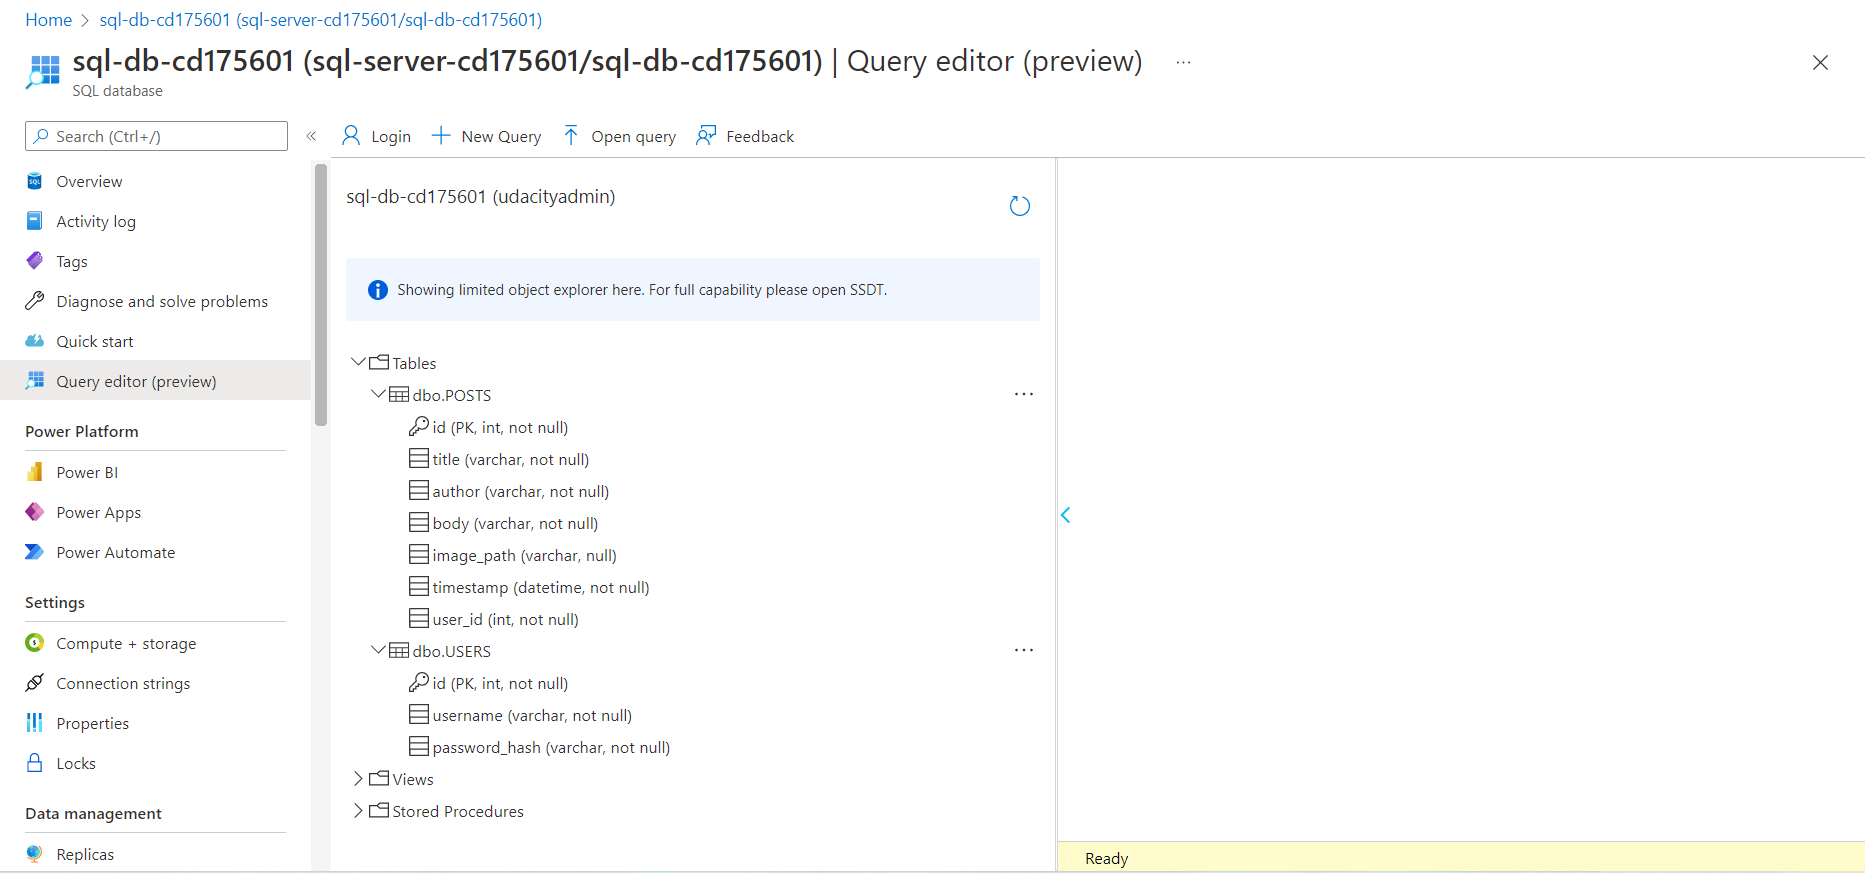 Home > sql-db-cd175601 (sql-server-cd175601/sql-db-cd175601)
sql-db-cd175601 (sql-server-cd175601/sql-db-cd175601) | Query editor (preview) ...
SQL database
Search (Ctrl+/)
«
Login
New Query
Open query
Feedback
Overview
Activity log
Tags
Diagnose and solve problems
Quick start
Query editor (preview)
Power Platform
Power BI
Power Apps
Power Automate
Settings
Compute + storage
Connection strings
Properties
Locks
Data management
Replicas
sql-db-cd175601 (udacityadmin)
Showing limited object explorer here. For full capability please open SSDT.
Tables
dbo.POSTS ...
id (PK, int, not null)
title (varchar, not null)
author (varchar, not null)
body (varchar, not null)
image_path (varchar, null)
timestamp (datetime, not null)
user_id (int, not null)
dbo.USERS ...
id (PK, int, not null)
username (varchar, not null)
password_hash (varchar, not null)
Views
Stored Procedures
Ready